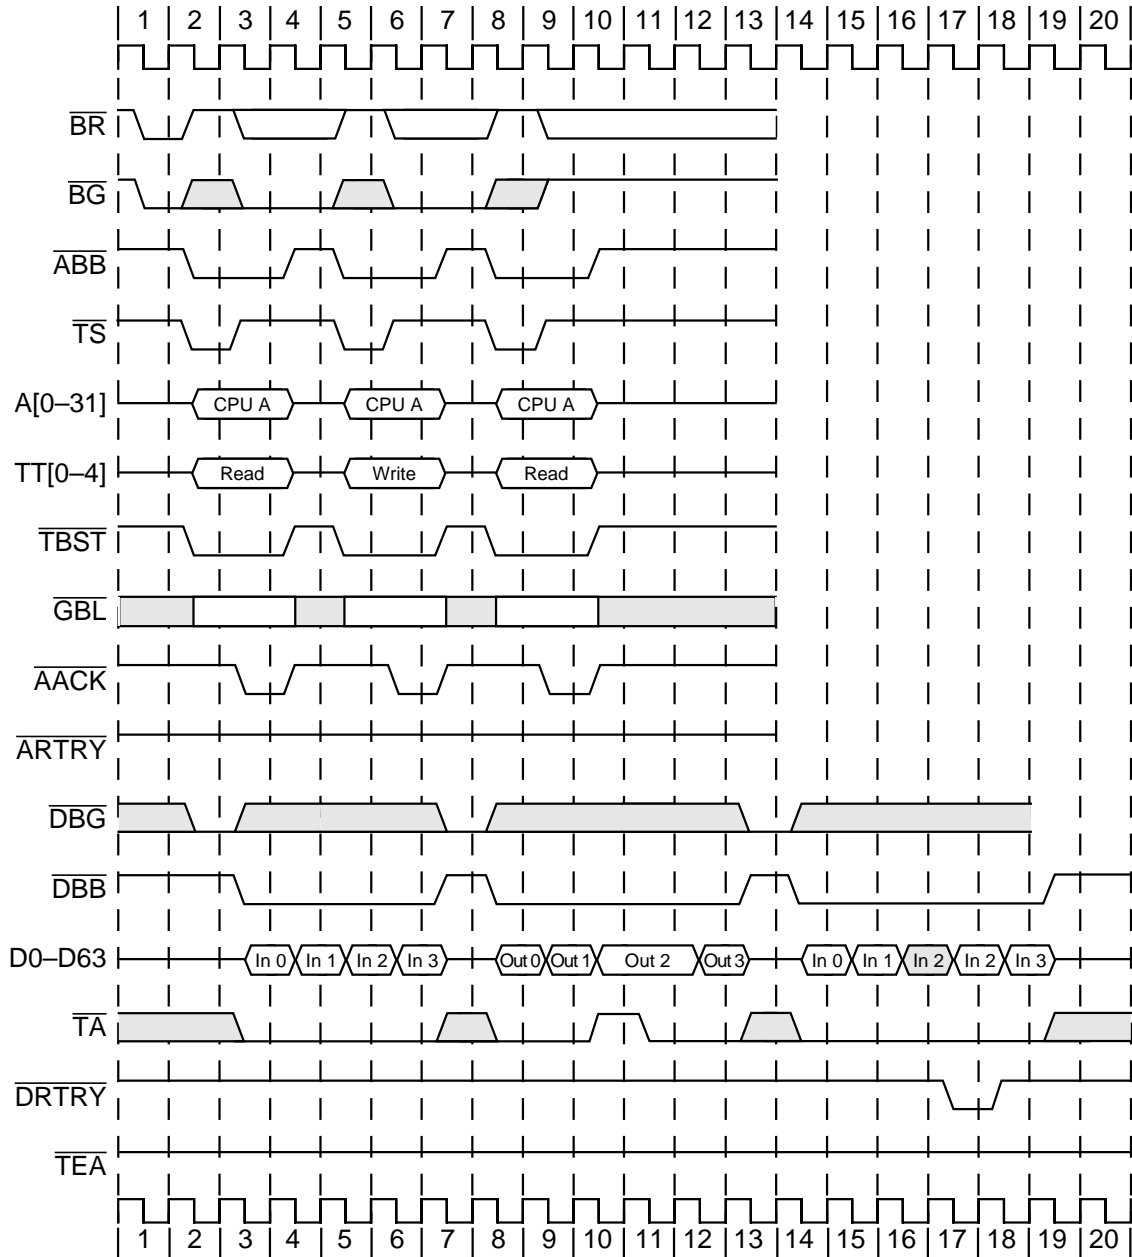 1 2 3 4 5 6 7 8 9 10 11 12 13 14 15 16 17 18 19 20
BR
BG
ABB
TS
A[0–31] CPU A CPU A CPU A
TT[0–4] Read Write Read
TBST
GBL
AACK
ARTRY
DBG
DBB
D0–D63 In 0 In 1 In 2 In 3 Out 0 Out 1 Out 2 Out 3 In 0 In 1 In 2 In 2 In 3
TA
DRTRY
TEA
1 2 3 4 5 6 7 8 9 10 11 12 13 14 15 16 17 18 19 20